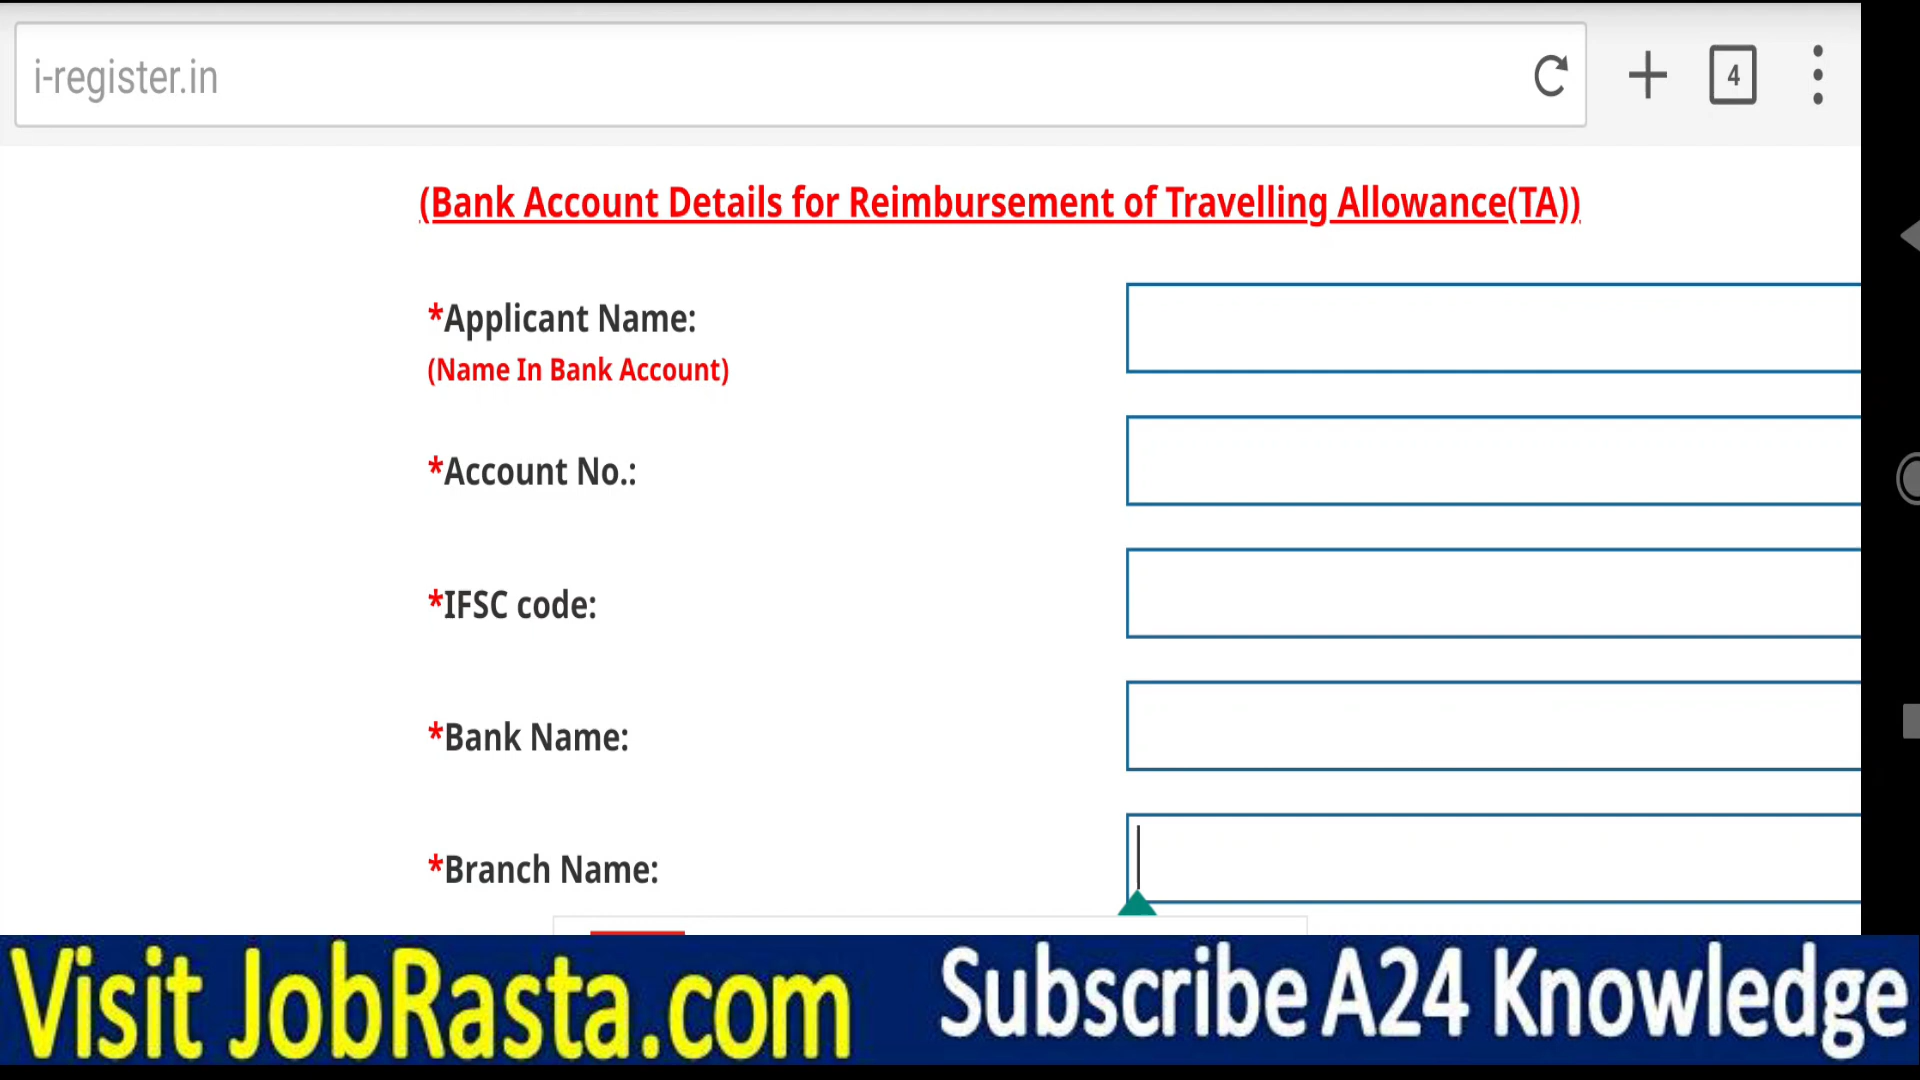 i-register.in
4
(Bank Account Details for Reimbursement of Travelling Allowance(TA))
*Applicant Name:
(Name In Bank Account)
*Account No.:
*IFSC code:
*Bank Name:
*Branch Name:
Visit JobRasta.com Subscribe A24 Knowledge